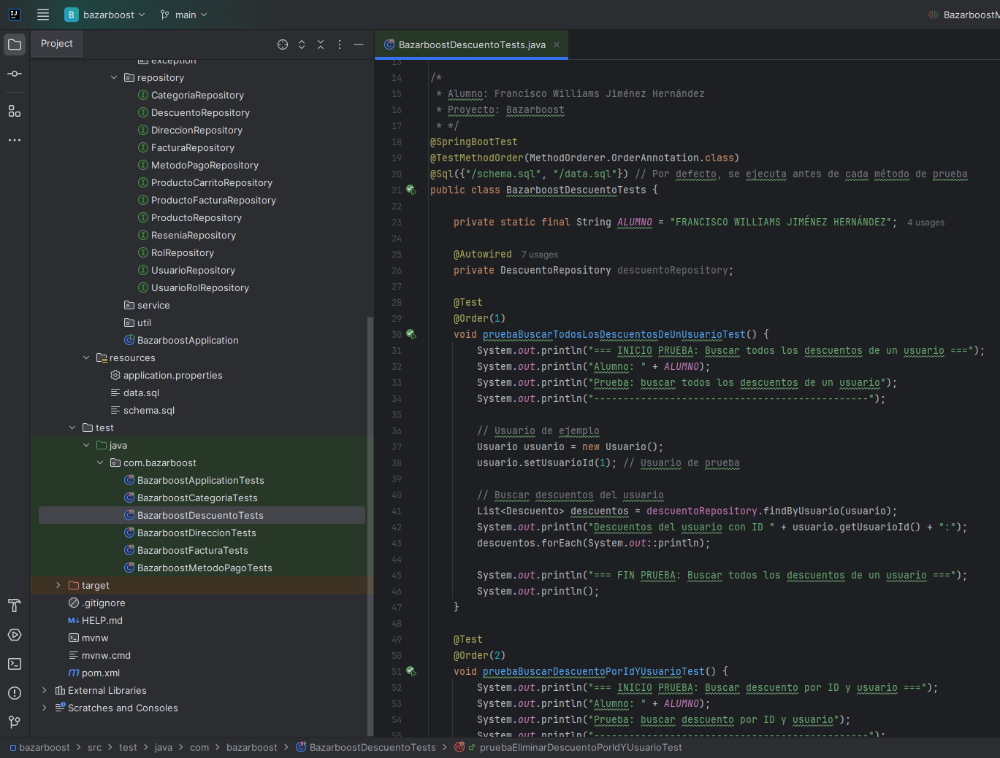 bazarboost
main
BazarboostM
Project
BazarboostDescuentoTests.java
exception
repository
CategoriaRepository
DescuentoRepository
DireccionRepository
FacturaRepository
MetodoPagoRepository
ProductoCarritoRepository
ProductoFacturaRepository
ProductoRepository
ReseniaRepository
RolRepository
UsuarioRepository
UsuarioRolRepository
service
util
BazarboostApplication
resources
application.properties
data.sql
schema.sql
test
java
com.bazarboost
BazarboostApplicationTests
BazarboostCategoriaTests
BazarboostDescuentoTests
BazarboostDireccionTests
BazarboostFacturaTests
BazarboostMetodoPagoTests
target
.gitignore
M↓ HELP.md
mvnw
mvnw.cmd
m pom.xml
External Libraries
Scratches and Consoles
13
14 /*
15 * Alumno: Francisco Williams Jiménez Hernández
16 * Proyecto: Bazarboost
17 * */
18 @SpringBootTest
19 @TestMethodOrder(MethodOrderer.OrderAnnotation.class)
20 @Sql({"/schema.sql", "/data.sql"}) // Por defecto, se ejecuta antes de cada método de prueba
21 public class BazarboostDescuentoTests {
22
23 private static final String ALUMNO = "FRANCISCO WILLIAMS JIMÉNEZ HERNÁNDEZ"; 4 usages
24
25 @Autowired 7 usages
26 private DescuentoRepository descuentoRepository;
27
28 @Test
29 @Order(1)
30 void pruebaBuscarTodosLosDescuentosDeUnUsuarioTest() {
31 System.out.println("=== INICIO PRUEBA: Buscar todos los descuentos de un usuario ===");
32 System.out.println("Alumno: " + ALUMNO);
33 System.out.println("Prueba: buscar todos los descuentos de un usuario");
34 System.out.println("-----------------------------------------------");
35
36 // Usuario de ejemplo
37 Usuario usuario = new Usuario();
38 usuario.setUsuarioId(1); // Usuario de prueba
39
40 // Buscar descuentos del usuario
41 List<Descuento> descuentos = descuentoRepository.findByUsuario(usuario);
42 System.out.println("Descuentos del usuario con ID " + usuario.getUsuarioId() + ":");
43 descuentos.forEach(System.out::println);
44
45 System.out.println("=== FIN PRUEBA: Buscar todos los descuentos de un usuario ===");
46 System.out.println();
47 }
48
49 @Test
50 @Order(2)
51 void pruebaBuscarDescuentoPorIdYUsuarioTest() {
52 System.out.println("=== INICIO PRUEBA: Buscar descuento por ID y usuario ===");
53 System.out.println("Alumno: " + ALUMNO);
54 System.out.println("Prueba: buscar descuento por ID y usuario");
55 System.out.println("-----------------------------------------------");
bazarboost > src > test > java > com > bazarboost > BazarboostDescuentoTests > pruebaEliminarDescuentoPorIdYUsuarioTest